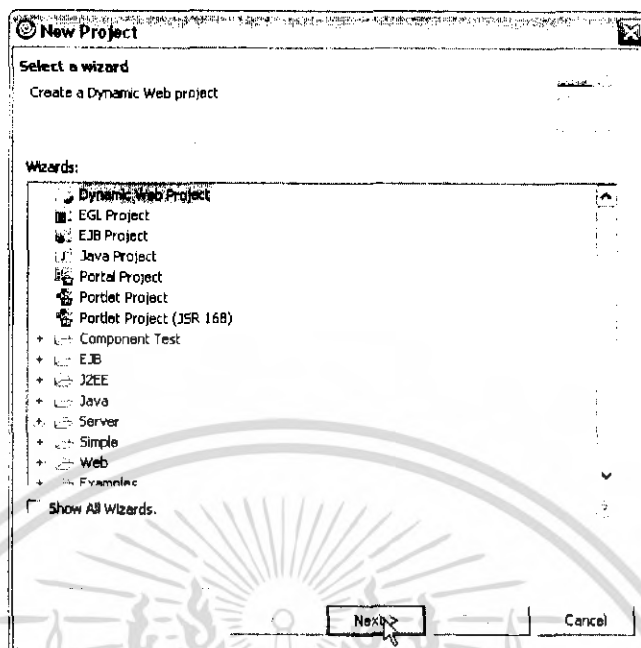 New Project
Select a wizard
Create a Dynamic Web project
Wizards:
Dynamic Web Project
EGL Project
EJB Project
Java Project
Portal Project
Portlet Project
Portlet Project (JSR 168)
Component Test
EJB
J2EE
Java
Server
Simple
Web
Examples
Show All Wizards.
Next >
Cancel